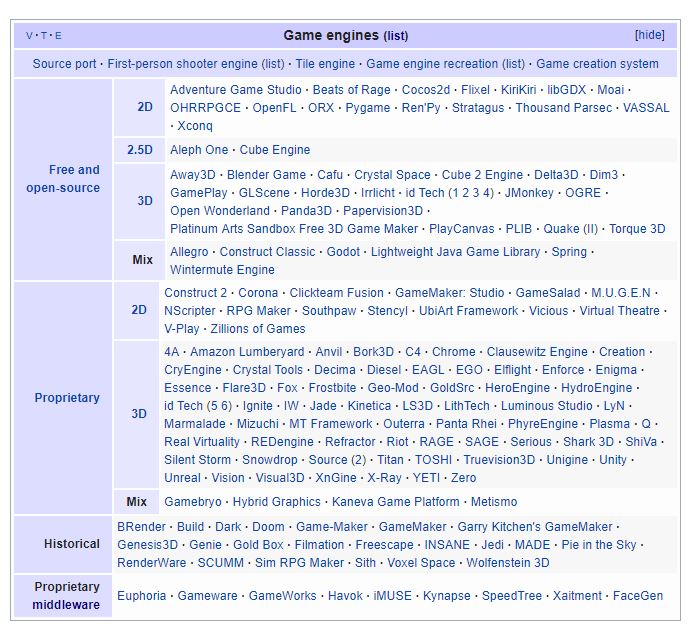 V · T · E Game engines (list) [hide]
Source port · First-person shooter engine (list) · Tile engine · Game engine recreation (list) · Game creation system
Free and
open-source
2D
Adventure Game Studio · Beats of Rage · Cocos2d · Flixel · KiriKiri · libGDX · Moai ·
OHRRPGCE · OpenFL · ORX · Pygame · Ren'Py · Stratagus · Thousand Parsec · VASSAL
· Xconq
2.5D
Aleph One · Cube Engine
3D
Away3D · Blender Game · Cafu · Crystal Space · Cube 2 Engine · Delta3D · Dim3 ·
GamePlay · GLScene · Horde3D · Irrlicht · id Tech (1 2 3 4) · JMonkey · OGRE ·
Open Wonderland · Panda3D · Papervision3D ·
Platinum Arts Sandbox Free 3D Game Maker · PlayCanvas · PLIB · Quake (II) · Torque 3D
Mix
Allegro · Construct Classic · Godot · Lightweight Java Game Library · Spring ·
Wintermute Engine
Proprietary
2D
Construct 2 · Corona · Clickteam Fusion · GameMaker: Studio · GameSalad · M.U.G.E.N ·
NScripter · RPG Maker · Southpaw · Stencyl · UbiArt Framework · Vicious · Virtual Theatre ·
V-Play · Zillions of Games
3D
4A · Amazon Lumberyard · Anvil · Bork3D · C4 · Chrome · Clausewitz Engine · Creation ·
CryEngine · Crystal Tools · Decima · Diesel · EAGL · EGO · Elflight · Enforce · Enigma ·
Essence · Flare3D · Fox · Frostbite · Geo-Mod · GoldSrc · HeroEngine · HydroEngine ·
id Tech (5 6) · Ignite · IW · Jade · Kinetica · LS3D · LithTech · Luminous Studio · LyN ·
Marmalade · Mizuchi · MT Framework · Outerra · Panta Rhei · PhyreEngine · Plasma · Q ·
Real Virtuality · REDengine · Refractor · Riot · RAGE · SAGE · Serious · Shark 3D · ShiVa ·
Silent Storm · Snowdrop · Source (2) · Titan · TOSHI · Truevision3D · Unigine · Unity ·
Unreal · Vision · Visual3D · XnGine · X-Ray · YETI · Zero
Mix
Gamebryo · Hybrid Graphics · Kaneva Game Platform · Metismo
Historical
BRender · Build · Dark · Doom · Game-Maker · GameMaker · Garry Kitchen's GameMaker ·
Genesis3D · Genie · Gold Box · Filmation · Freescape · INSANE · Jedi · MADE · Pie in the Sky ·
RenderWare · SCUMM · Sim RPG Maker · Sith · Voxel Space · Wolfenstein 3D
Proprietary
middleware
Euphoria · Gameware · GameWorks · Havok · iMUSE · Kynapse · SpeedTree · Xaitment · FaceGen